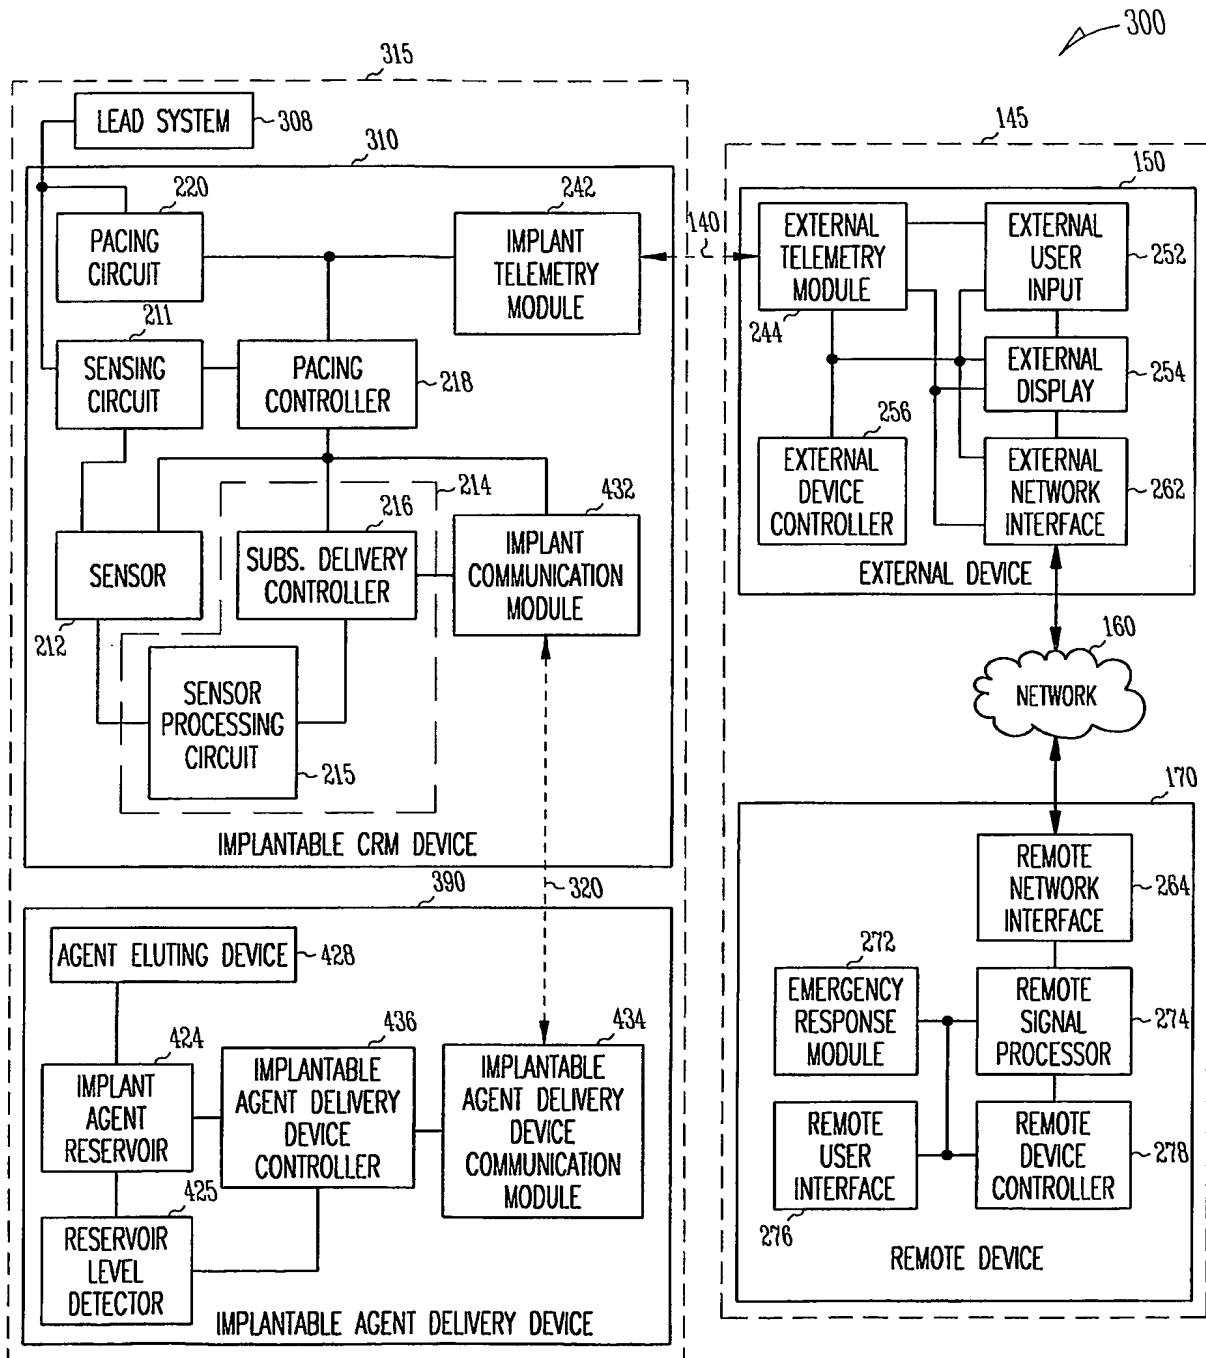 300
315
LEAD SYSTEM
308
310
220
PACING
CIRCUIT
242
IMPLANT
TELEMETRY
MODULE
211
SENSING
CIRCUIT
PACING
CONTROLLER
218
214
216
SUBS. DELIVERY
CONTROLLER
432
IMPLANT
COMMUNICATION
MODULE
SENSOR
212
SENSOR
PROCESSING
CIRCUIT
215
IMPLANTABLE CRM DEVICE
140
320
390
AGENT ELUTING DEVICE
428
424
IMPLANT
AGENT
RESERVOIR
436
IMPLANTABLE
AGENT DELIVERY
DEVICE
CONTROLLER
434
IMPLANTABLE
AGENT DELIVERY
DEVICE
COMMUNICATION
MODULE
425
RESERVOIR
LEVEL
DETECTOR
IMPLANTABLE AGENT DELIVERY DEVICE
145
150
EXTERNAL
TELEMETRY
MODULE
244
EXTERNAL
USER
INPUT
252
EXTERNAL
DISPLAY
254
256
EXTERNAL
DEVICE
CONTROLLER
EXTERNAL
NETWORK
INTERFACE
262
EXTERNAL DEVICE
160
NETWORK
170
REMOTE
NETWORK
INTERFACE
264
272
EMERGENCY
RESPONSE
MODULE
REMOTE
SIGNAL
PROCESSOR
274
REMOTE
USER
INTERFACE
276
REMOTE
DEVICE
CONTROLLER
278
REMOTE DEVICE